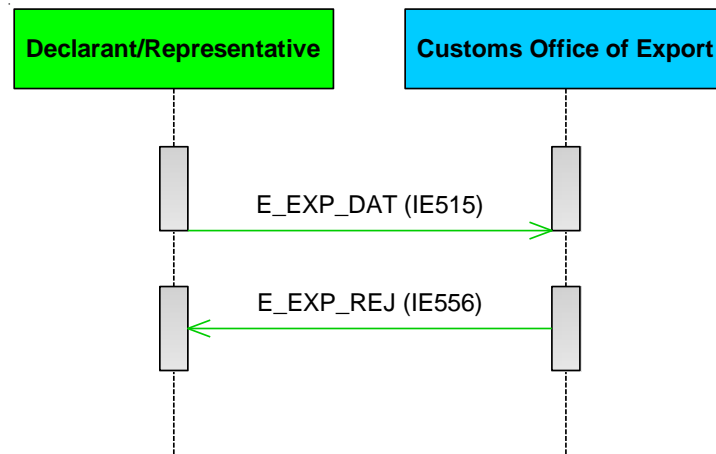 Declarant/Representative
Customs Office of Export
E_EXP_DAT (IE515)
E_EXP_REJ (IE556)